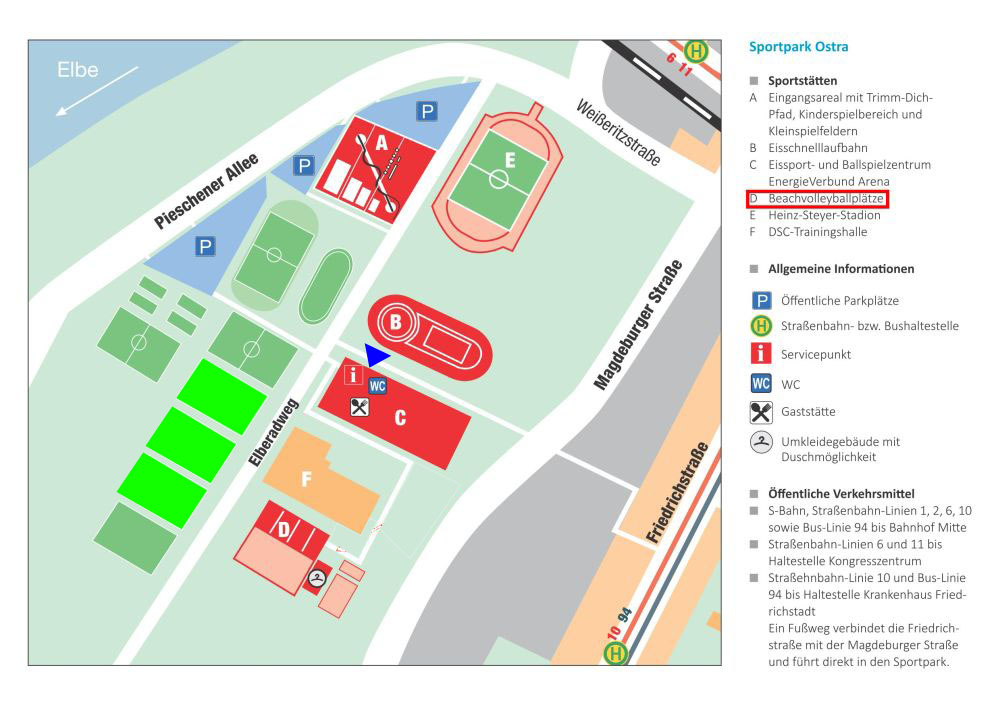 Elbe
H
6 11
Weißeritzstraße
P
A
P
E
Pieschener Allee
P
B
Magdeburger Straße
i
WC
C
Elberadweg
F
Friedrichstraße
D
10 94
H
Sportpark Ostra
Sportstätten
A Eingangsareal mit Trimm-Dich-
Pfad, Kinderspielbereich und
Kleinspielfeldern
B Eisschnelllaufbahn
C Eissport- und Ballspielzentrum
EnergieVerbund Arena
D Beachvolleyballplätze
E Heinz-Steyer-Stadion
F DSC-Trainingshalle
Allgemeine Informationen
P Öffentliche Parkplätze
H Straßenbahn- bzw. Bushaltestelle
i Servicepunkt
WC WC
Gaststätte
Umkleidegebäude mit
Duschmöglichkeit
Öffentliche Verkehrsmittel
S-Bahn, Straßenbahn-Linien 1, 2, 6, 10
sowie Bus-Linie 94 bis Bahnhof Mitte
Straßenbahn-Linien 6 und 11 bis
Haltestelle Kongresszentrum
Straßehnbahn-Linie 10 und Bus-Linie
94 bis Haltestelle Krankenhaus Fried-
richstadt
Ein Fußweg verbindet die Friedrich-
straße mit der Magdeburger Straße
und führt direkt in den Sportpark.